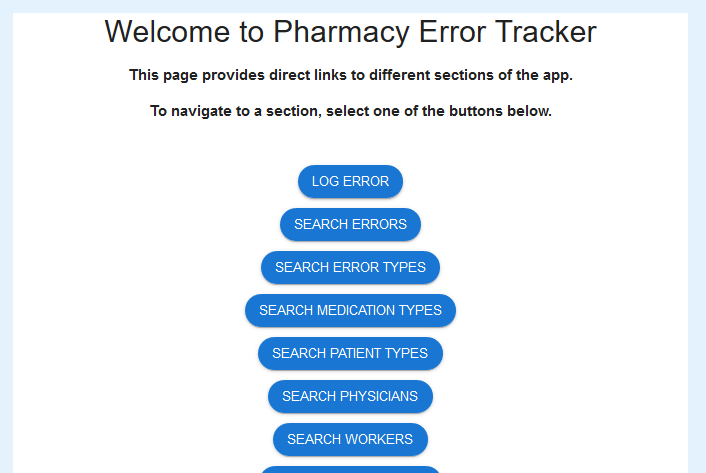 Welcome to Pharmacy Error Tracker
This page provides direct links to different sections of the app.
To navigate to a section, select one of the buttons below.
LOG ERROR
SEARCH ERRORS
SEARCH ERROR TYPES
SEARCH MEDICATION TYPES
SEARCH PATIENT TYPES
SEARCH PHYSICIANS
SEARCH WORKERS